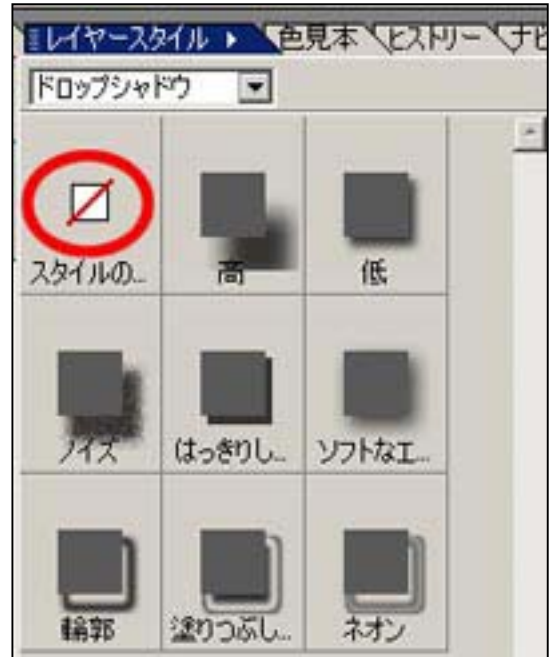 レイヤースタイル 色見本 ヒストリー ナビ
ドロップシャドウ
スタイルの... 高 低
ノイズ はっきりし... ソフトなエ...
輪郭 塗りつぶし... ネオン